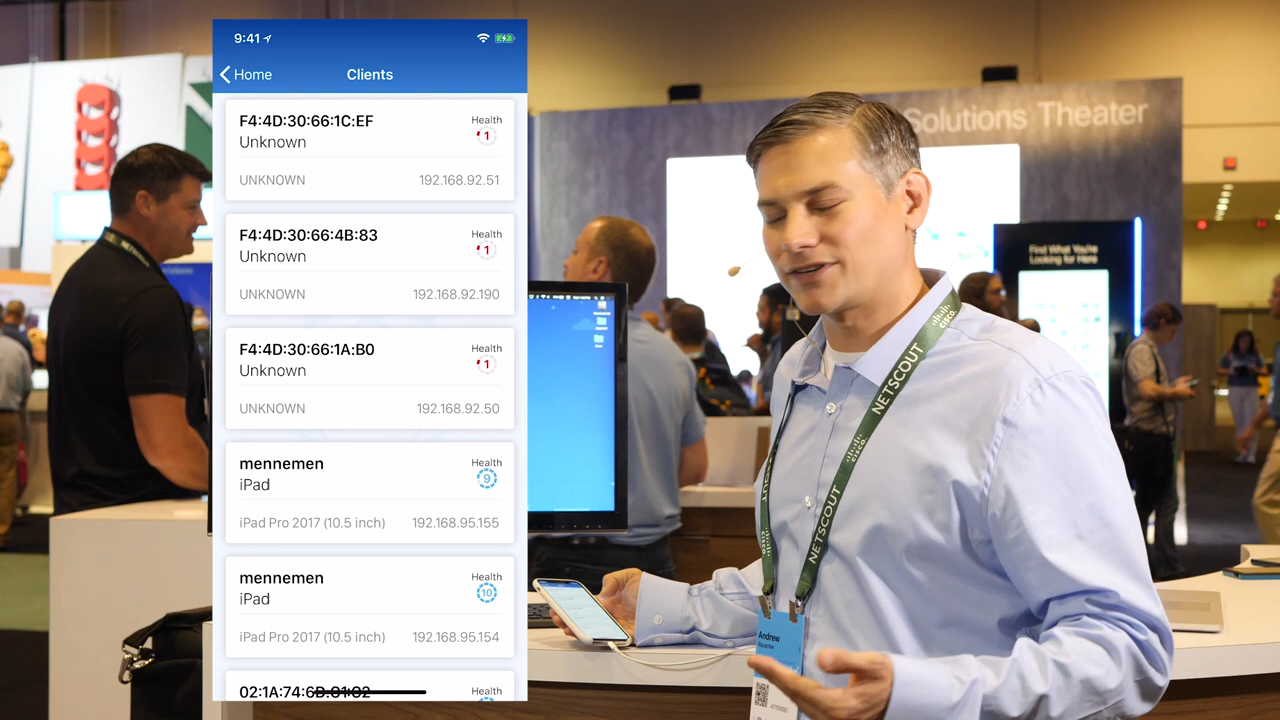 9:41
Home
Clients
F4:4D:30:66:1C:EF
Health
Unknown
1
UNKNOWN
192.168.92.51
F4:4D:30:66:4B:83
Health
Unknown
1
UNKNOWN
192.168.92.190
F4:4D:30:66:1A:B0
Health
Unknown
1
UNKNOWN
192.168.92.50
mennemen
Health
iPad
9
iPad Pro 2017 (10.5 inch)
192.168.95.155
mennemen
Health
iPad
10
iPad Pro 2017 (10.5 inch)
192.168.95.154
Health
Solutions Theater
Find What You're
Looking for Here
cisco
NETSCOUT
cisco
NETSCOUT
Andrew
ATTENDEE